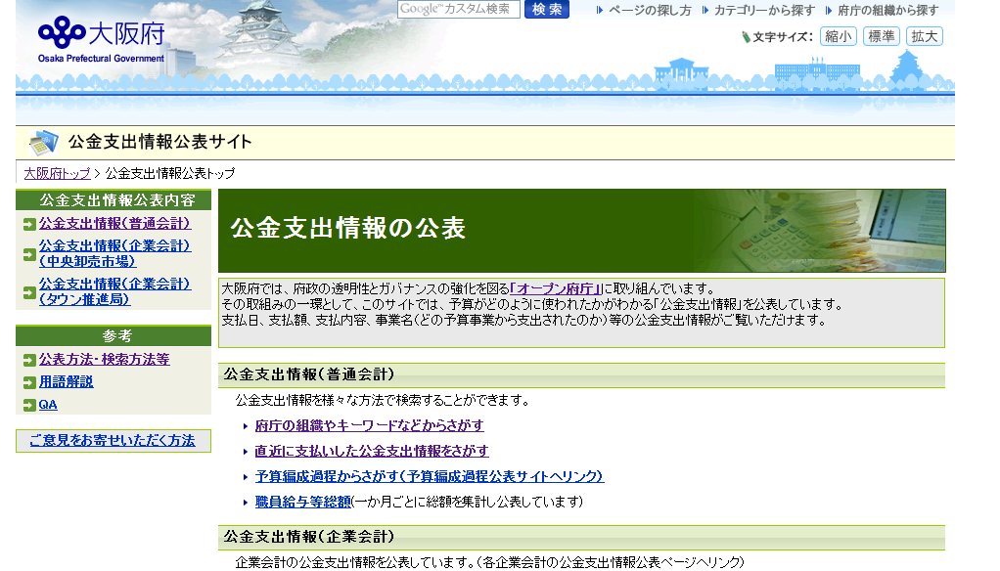 Google™カスタム検索
検索
ページの探し方
カテゴリーから探す
府庁の組織から探す
大阪府
Osaka Prefectural Government
文字サイズ:
縮小
標準
拡大
公金支出情報公表サイト
大阪府トップ > 公金支出情報公表トップ
公金支出情報公表内容
公金支出情報(普通会計)
公金支出情報(企業会計)
(中央卸売市場)
公金支出情報(企業会計)
(タウン推進局)
参考
公表方法・検索方法等
用語解説
QA
ご意見をお寄せいただく方法
公金支出情報の公表
大阪府では、府政の透明性とガバナンスの強化を図る「オープン府庁」に取り組んでいます。
その取組みの一環として、このサイトでは、予算がどのように使われたかがわかる「公金支出情報」を公表しています。
支払日、支払額、支払内容、事業名(どの予算事業から支出されたのか)等の公金支出情報がご覧いただけます。
公金支出情報(普通会計)
公金支出情報を様々な方法で検索することができます。
府庁の組織やキーワードなどからさがす
直近に支払いした公金支出情報をさがす
予算編成過程からさがす(予算編成過程公表サイトへリンク)
職員給与等総額(一か月ごとに総額を集計し公表しています)
公金支出情報(企業会計)
企業会計の公金支出情報を公表しています。(各企業会計の公金支出情報公表ページへリンク)